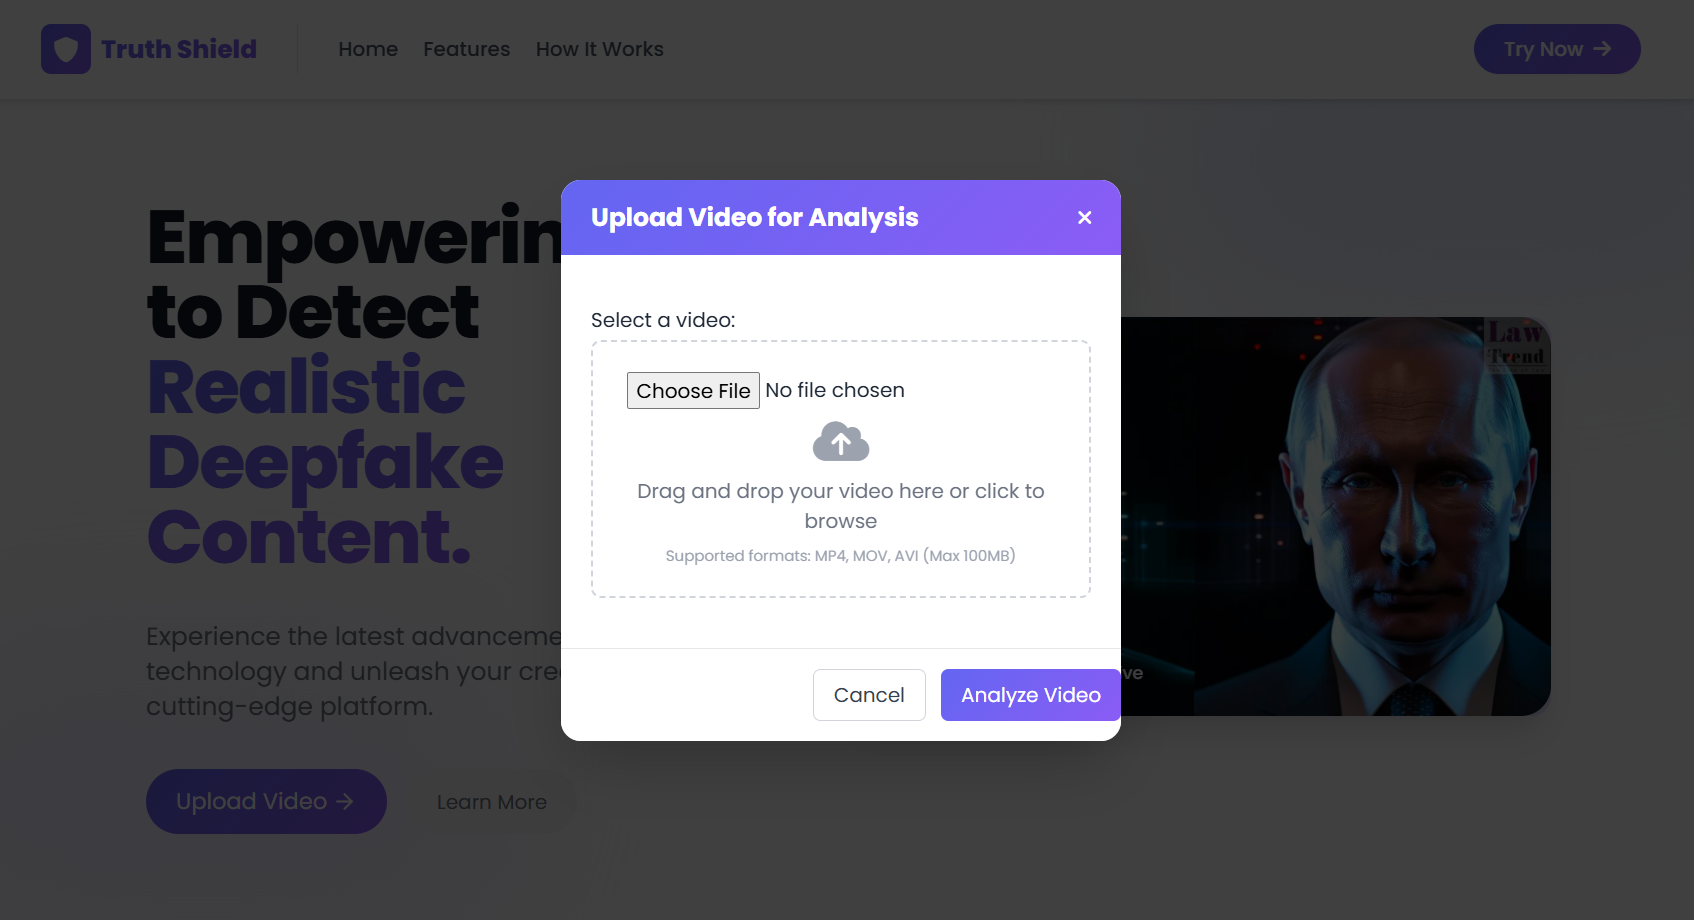 Truth Shield
Home
Features
How It Works
Try Now
Empowerin
to Detect
Realistic
Deepfake
Content.
Experience the latest advanceme
technology and unleash your cre
cutting-edge platform.
Upload Video
Learn More
Upload Video for Analysis
Select a video:
Choose File No file chosen
Drag and drop your video here or click to
browse
Supported formats: MP4, MOV, AVI (Max 100MB)
Cancel
Analyze Video
Law
Trend
ve